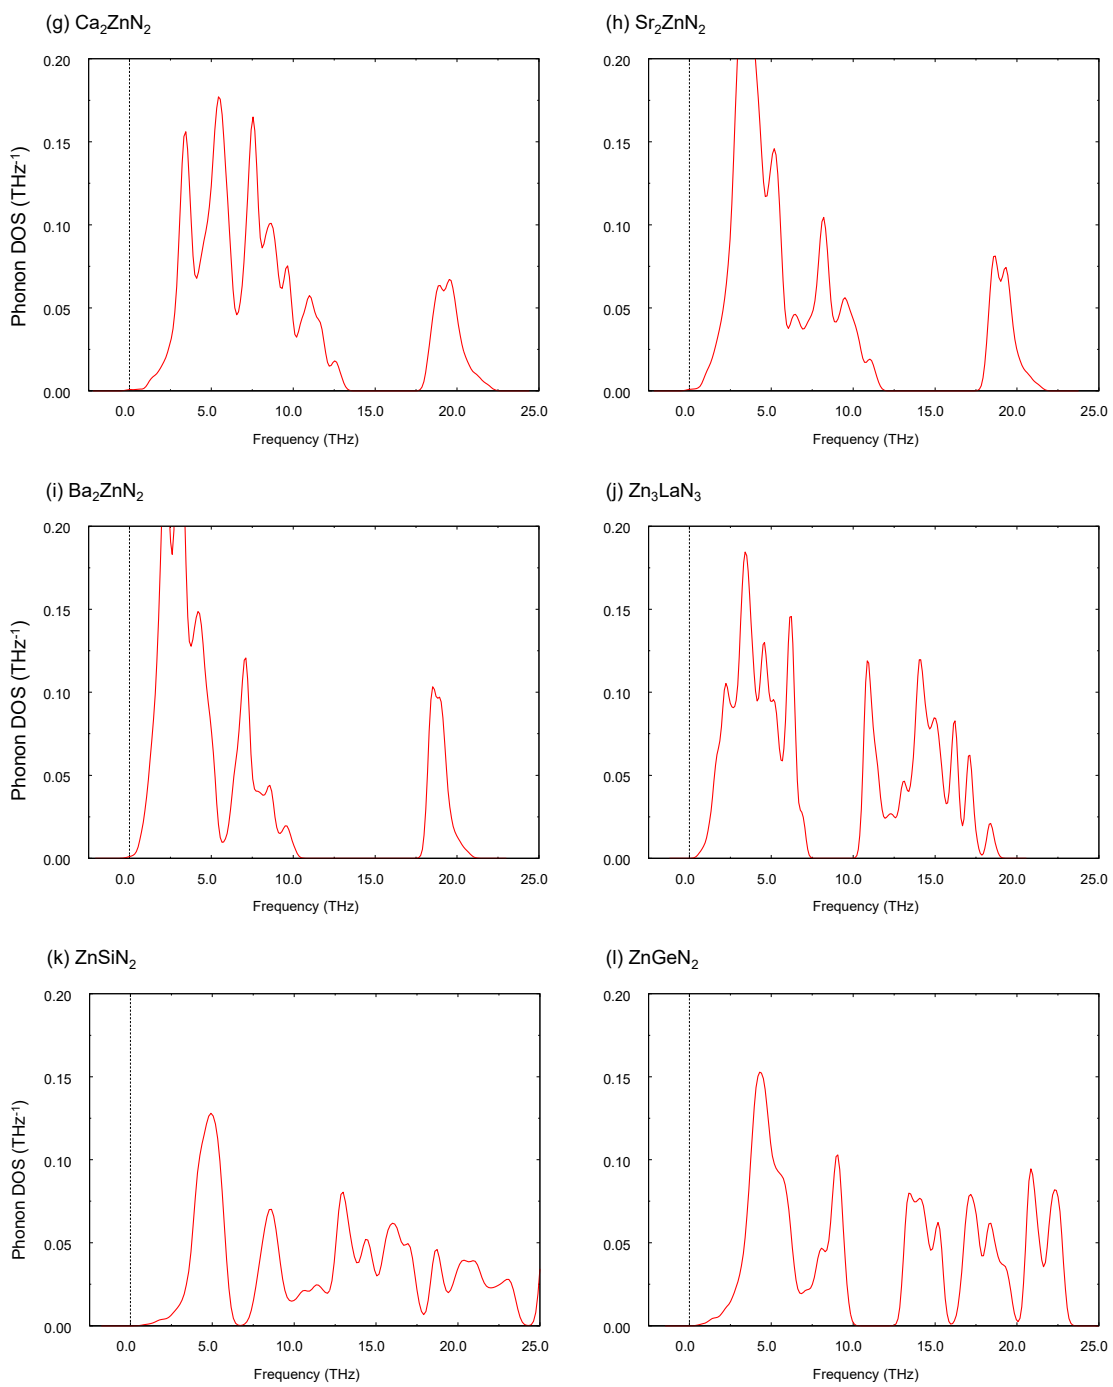 (g) Ca₂ZnN₂
(h) Sr₂ZnN₂
Phonon DOS (THz⁻¹)
0.20
0.15
0.10
0.05
0.00
0.0 5.0 10.0 15.0 20.0 25.0
Frequency (THz)
0.20
0.15
0.10
0.05
0.00
0.0 5.0 10.0 15.0 20.0 25.0
Frequency (THz)
(i) Ba₂ZnN₂
(j) Zn₃LaN₃
Phonon DOS (THz⁻¹)
0.20
0.15
0.10
0.05
0.00
0.0 5.0 10.0 15.0 20.0 25.0
Frequency (THz)
0.20
0.15
0.10
0.05
0.00
0.0 5.0 10.0 15.0 20.0 25.0
Frequency (THz)
(k) ZnSiN₂
(l) ZnGeN₂
Phonon DOS (THz⁻¹)
0.20
0.15
0.10
0.05
0.00
0.0 5.0 10.0 15.0 20.0 25.0
Frequency (THz)
0.20
0.15
0.10
0.05
0.00
0.0 5.0 10.0 15.0 20.0 25.0
Frequency (THz)